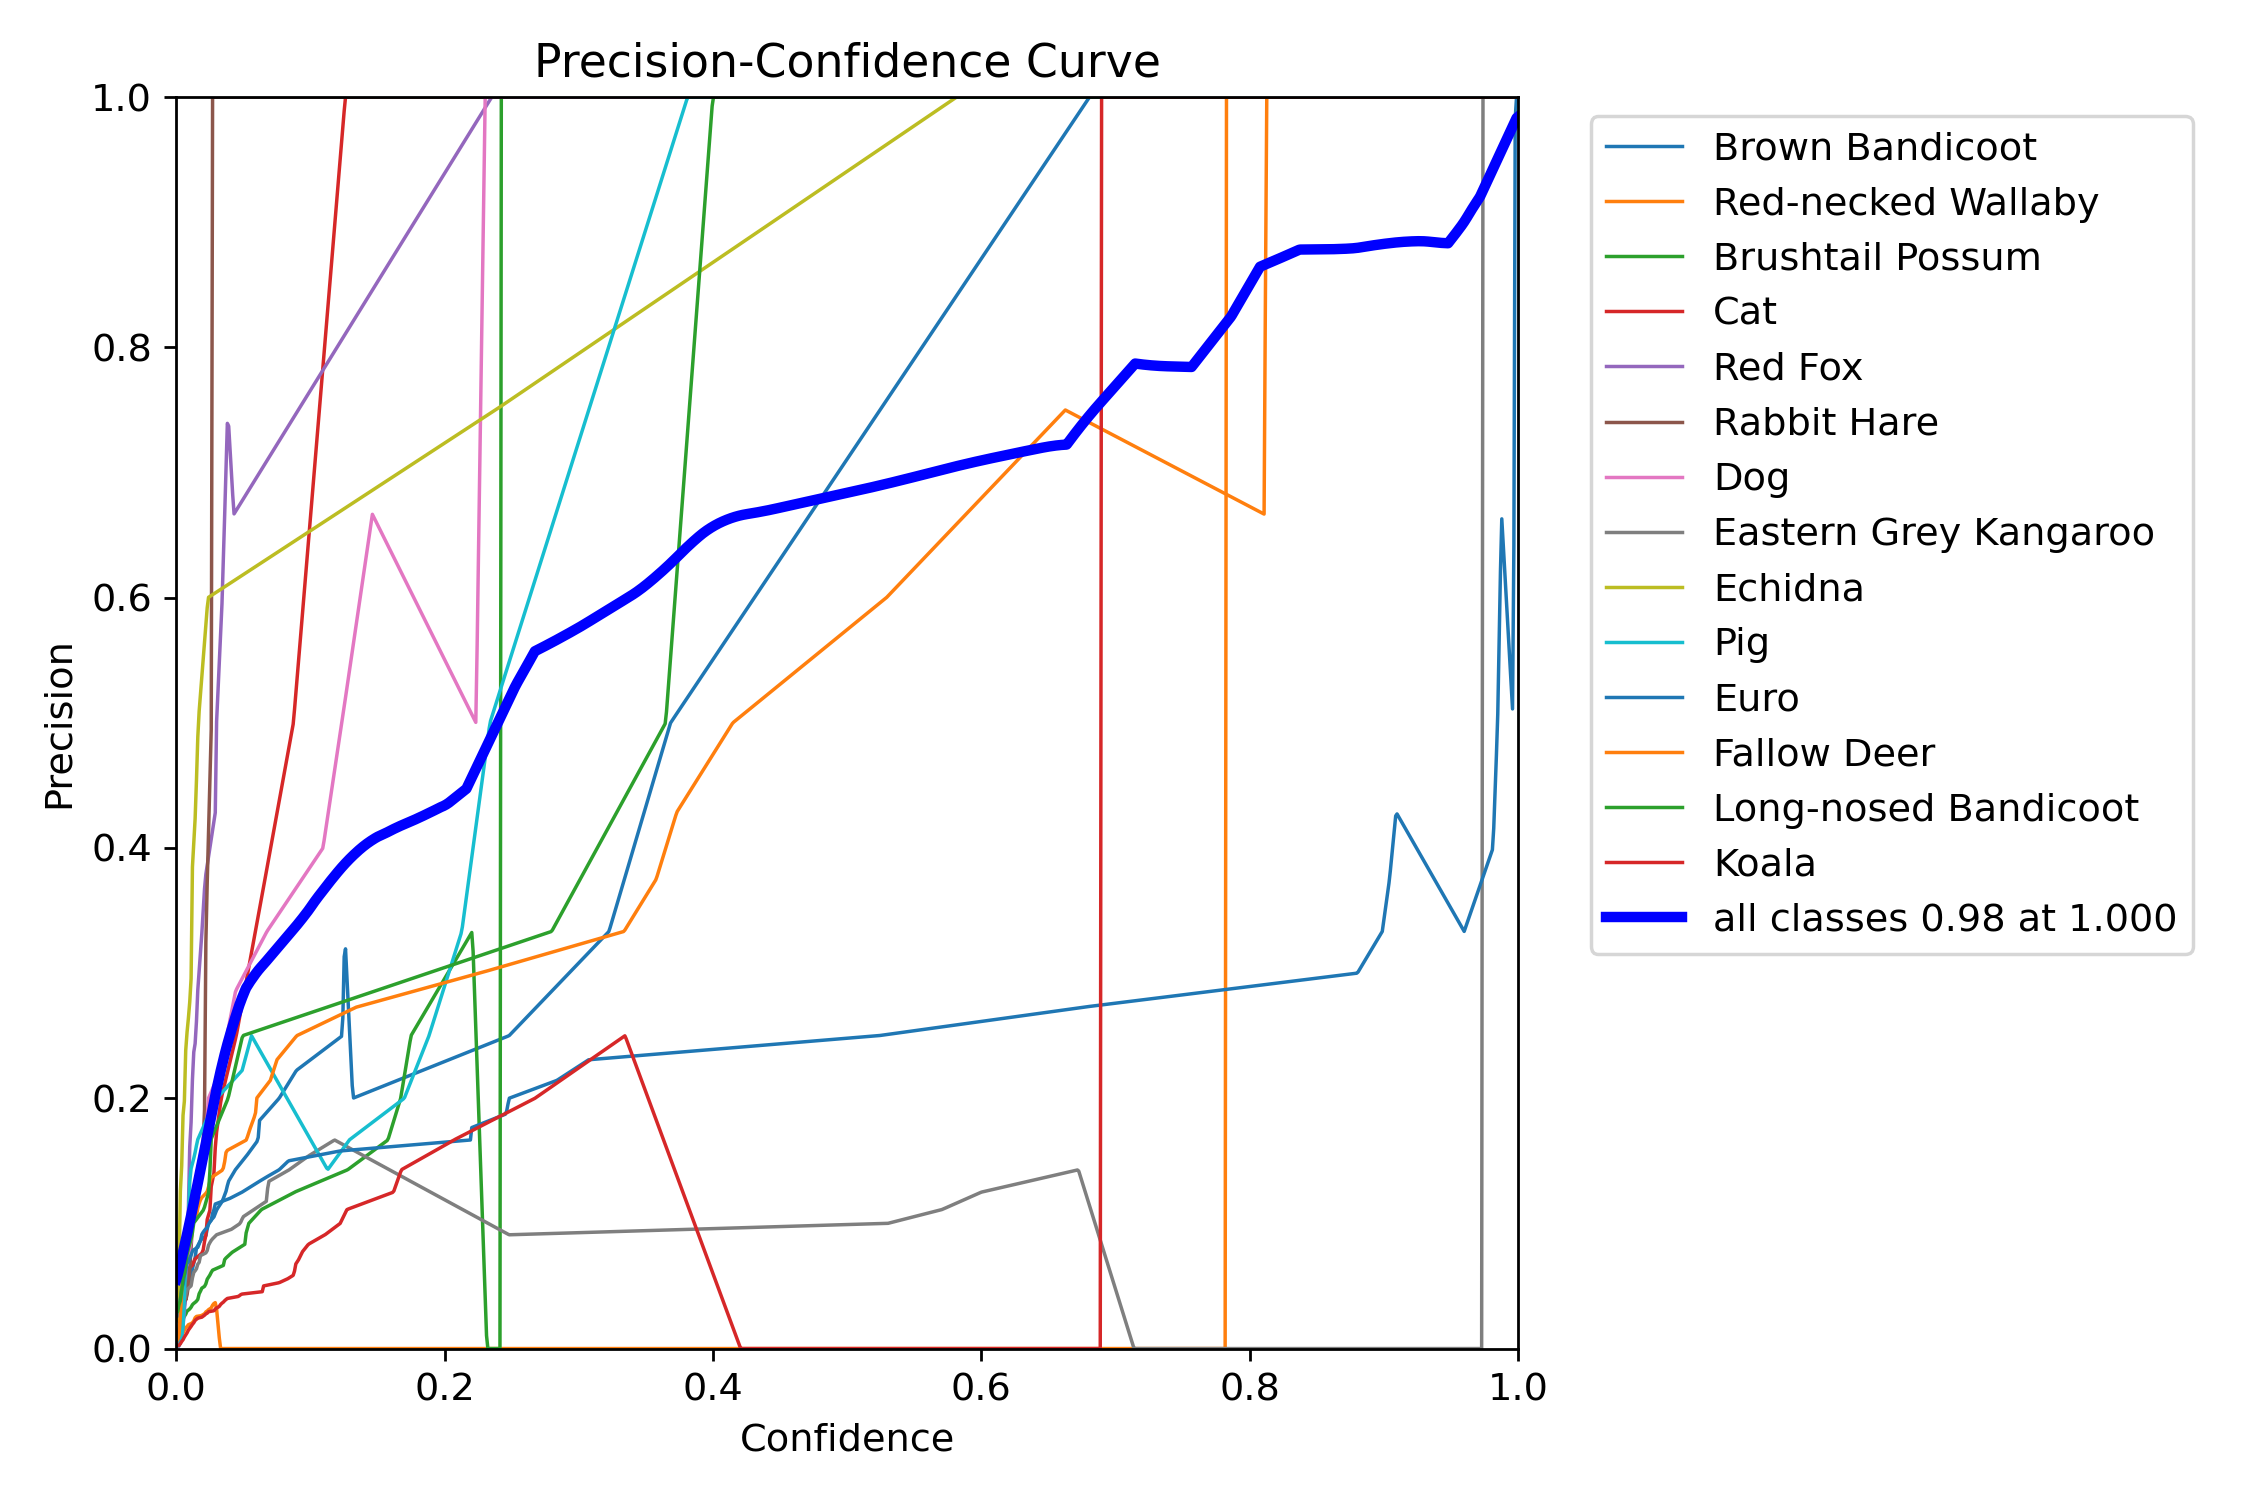 Precision-Confidence Curve
1.0
0.8
0.6
0.4
0.2
0.0
Precision
0.0 0.2 0.4 0.6 0.8 1.0
Confidence
Brown Bandicoot
Red-necked Wallaby
Brushtail Possum
Cat
Red Fox
Rabbit Hare
Dog
Eastern Grey Kangaroo
Echidna
Pig
Euro
Fallow Deer
Long-nosed Bandicoot
Koala
all classes 0.98 at 1.000